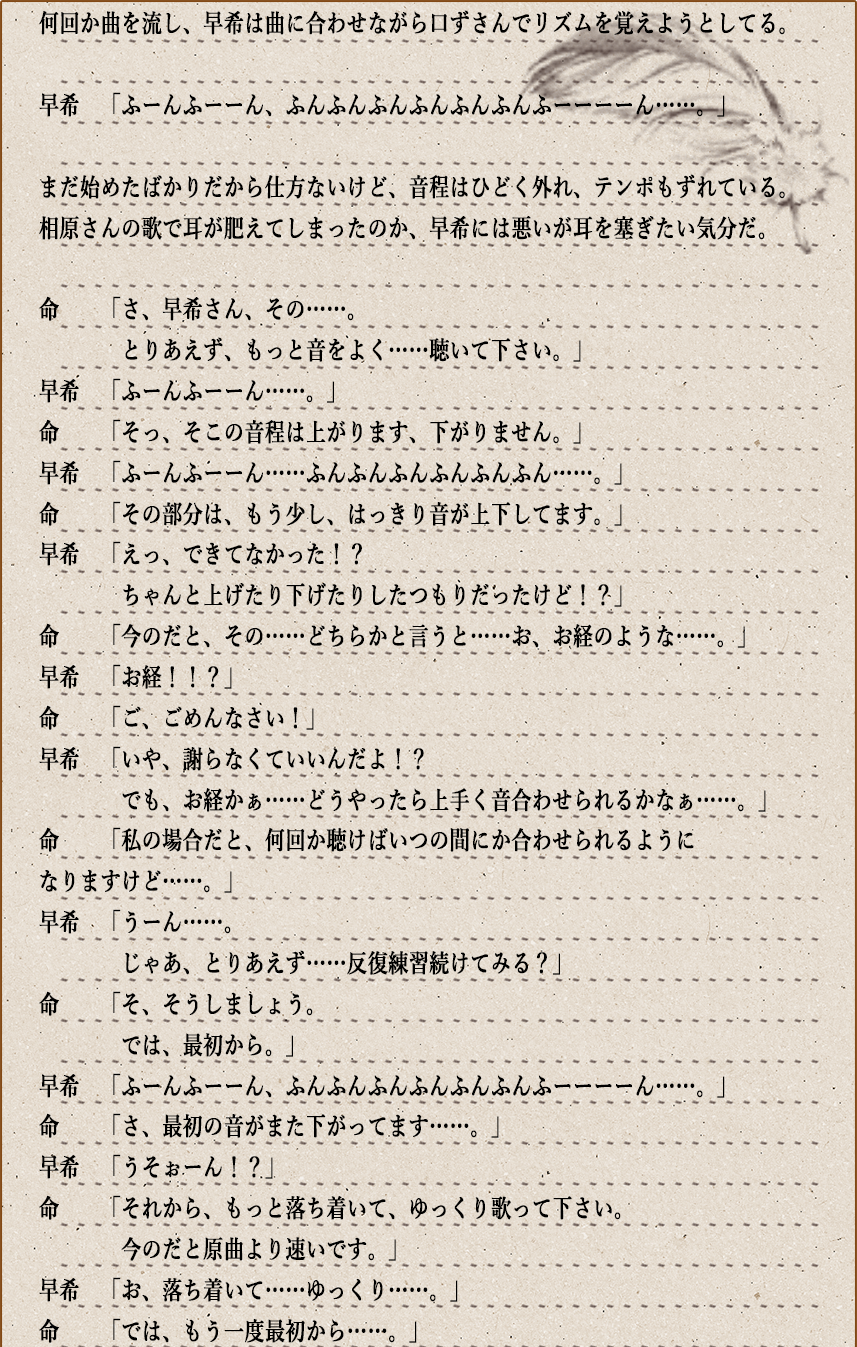 何回か曲を流し、早希は曲に合わせながら口ずさんでリズムを覚えようとしてる。
早希　「ふーんふーーん、ふんふんふんふんふんふんふーーーーん……。」
まだ始めたばかりだから仕方ないけど、音程はひどく外れ、テンポもずれている。
相原さんの歌で耳が肥えてしまったのか、早希には悪いが耳を塞ぎたい気分だ。
命　　「さ、早希さん、その……。
とりあえず、もっと音をよく……聴いて下さい。」
早希　「ふーんふーーん……。」
命　　「そっ、そこの音程は上がります、下がりません。」
早希　「ふーんふーーん……ふんふんふんふんふんふん……。」
命　　「その部分は、もう少し、はっきり音が上下してます。」
早希　「えっ、できてなかった！？
ちゃんと上げたり下げたりしたつもりだったけど！？」
命　　「今のだと、その……どちらかと言うと……お、お経のような……。」
早希　「お経！！？」
命　　「ご、ごめんなさい！」
早希　「いや、謝らなくていいんだよ！？
でも、お経かぁ……どうやったら上手く音合わせられるかなぁ……。」
命　　「私の場合だと、何回か聴けばいつの間にか合わせられるように
なりますけど……。」
早希　「うーん……。
じゃあ、とりあえず……反復練習続けてみる？」
命　　「そ、そうしましょう。
では、最初から。」
早希　「ふーんふーーん、ふんふんふんふんふんふんふーーーーん……。」
命　　「さ、最初の音がまた下がってます……。」
早希　「うそぉーん！？」
命　　「それから、もっと落ち着いて、ゆっくり歌って下さい。
今のだと原曲より速いです。」
早希　「お、落ち着いて……ゆっくり……。」
命　　「では、もう一度最初から……。」